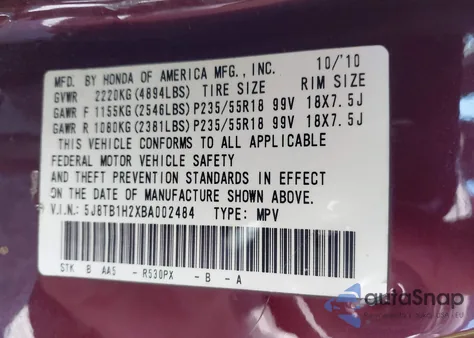 MFD. BY HONDA OF AMERICA MFG., INC. 10/'10
GVWR 2220KG(4894LBS) TIRE SIZE RIM SIZE
GAWR F 1155KG(2546LBS)P235/55R18 99V 18X7.5J
GAWR R 1080KG(2381LBS)P235/55R18 99V 18X7.5J
THIS VEHICLE CONFORMS TO ALL APPLICABLE
FEDERAL MOTOR VEHICLE SAFETY
AND THEFT PREVENTION STANDARDS IN EFFECT
ON THE DATE OF MANUFACTURE SHOWN ABOVE.
V.I.N.: 5J8TB1H2XBA002484 TYPE: MPV
STK B AA5 - R530PX - B - A
autoSnap